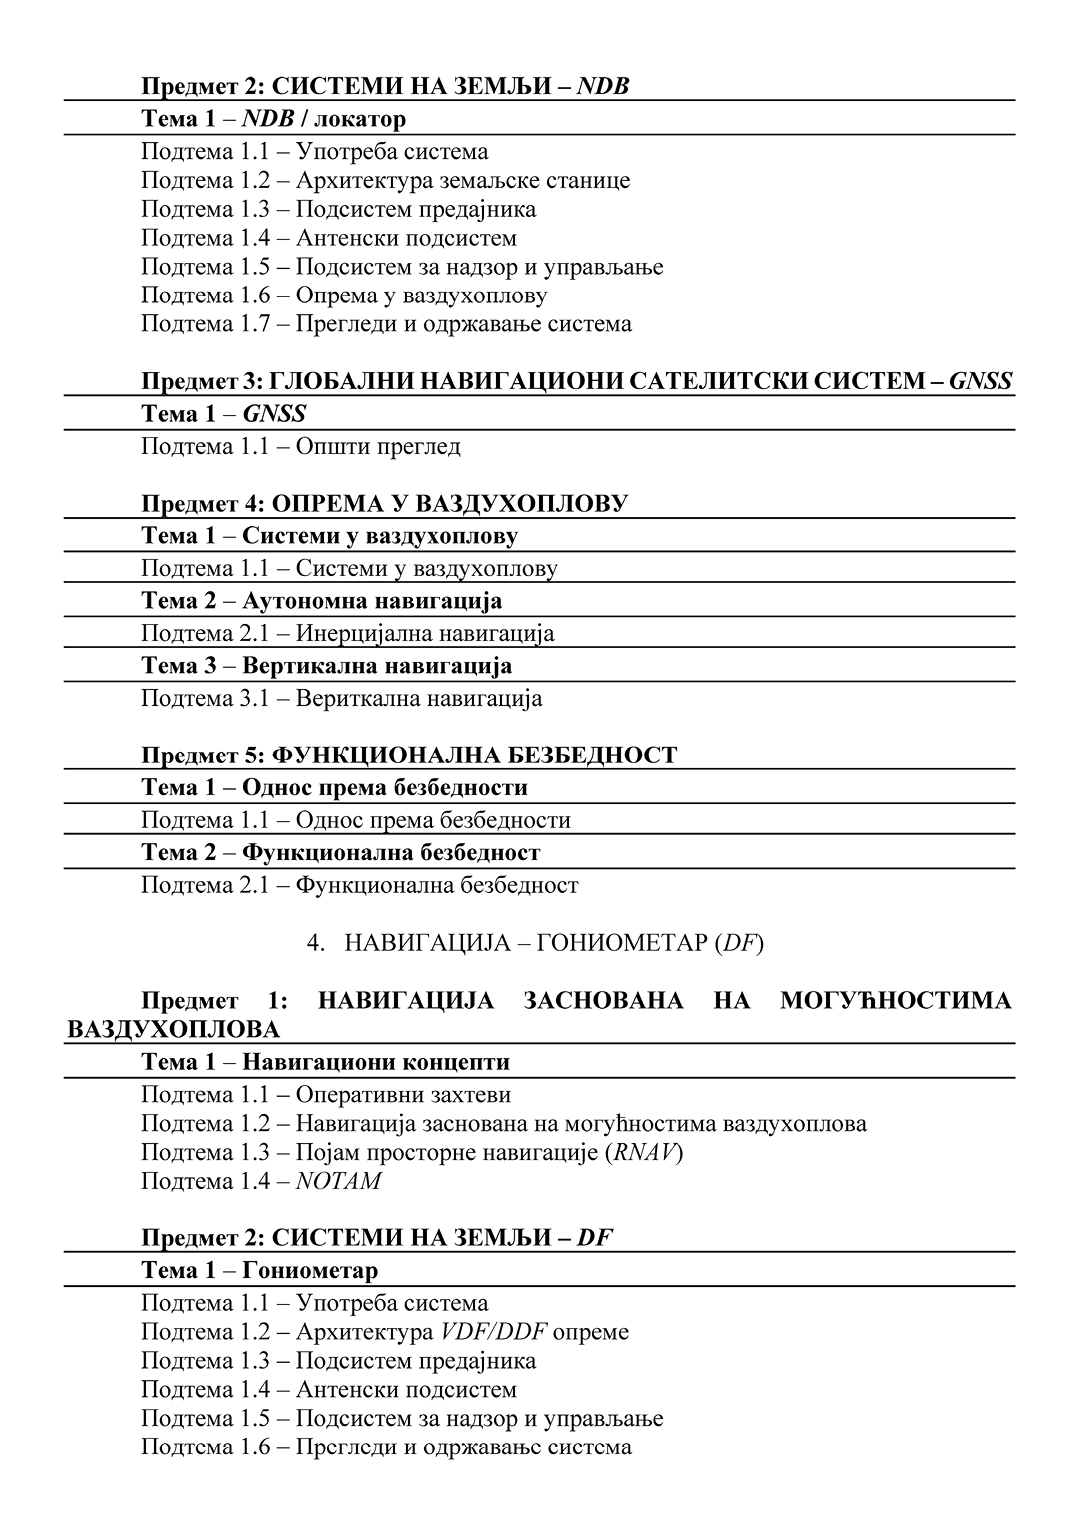 Предмет 2: СИСТЕМИ НА ЗЕМЉИ – NDB
Тема 1 – NDB / локатор
Подтема 1.1 – Употреба система
Подтема 1.2 – Архитектура земаљске станице
Подтема 1.3 – Подсистем предајника
Подтема 1.4 – Антенски подсистем
Подтема 1.5 – Подсистем за надзор и управљање
Подтема 1.6 – Опрема у ваздухоплову
Подтема 1.7 – Прегледи и одржавање система
Предмет 3: ГЛОБАЛНИ НАВИГАЦИОНИ САТЕЛИТСКИ СИСТЕМ – GNSS
Тема 1 – GNSS
Подтема 1.1 – Општи преглед
Предмет 4: ОПРЕМА У ВАЗДУХОПЛОВУ
Тема 1 – Системи у ваздухоплову
Подтема 1.1 – Системи у ваздухоплову
Тема 2 – Аутономна навигација
Подтема 2.1 – Инерцијална навигација
Тема 3 – Вертикална навигација
Подтема 3.1 – Вериткална навигација
Предмет 5: ФУНКЦИОНАЛНА БЕЗБЕДНОСТ
Тема 1 – Однос према безбедности
Подтема 1.1 – Однос према безбедности
Тема 2 – Функционална безбедност
Подтема 2.1 – Функционална безбедност
4. НАВИГАЦИЈА – ГОНИОМЕТАР (DF)
Предмет 1: НАВИГАЦИЈА ЗАСНОВАНА НА МОГУЋНОСТИМА
ВАЗДУХОПЛОВА
Тема 1 – Навигациони концепти
Подтема 1.1 – Оперативни захтеви
Подтема 1.2 – Навигација заснована на могућностима ваздухоплова
Подтема 1.3 – Појам просторне навигације (RNAV)
Подтема 1.4 – NOTAM
Предмет 2: СИСТЕМИ НА ЗЕМЉИ – DF
Тема 1 – Гониометар
Подтема 1.1 – Употреба система
Подтема 1.2 – Архитектура VDF/DDF опреме
Подтема 1.3 – Подсистем предајника
Подтема 1.4 – Антенски подсистем
Подтема 1.5 – Подсистем за надзор и управљање
Подтема 1.6 – Прегледи и одржавање система